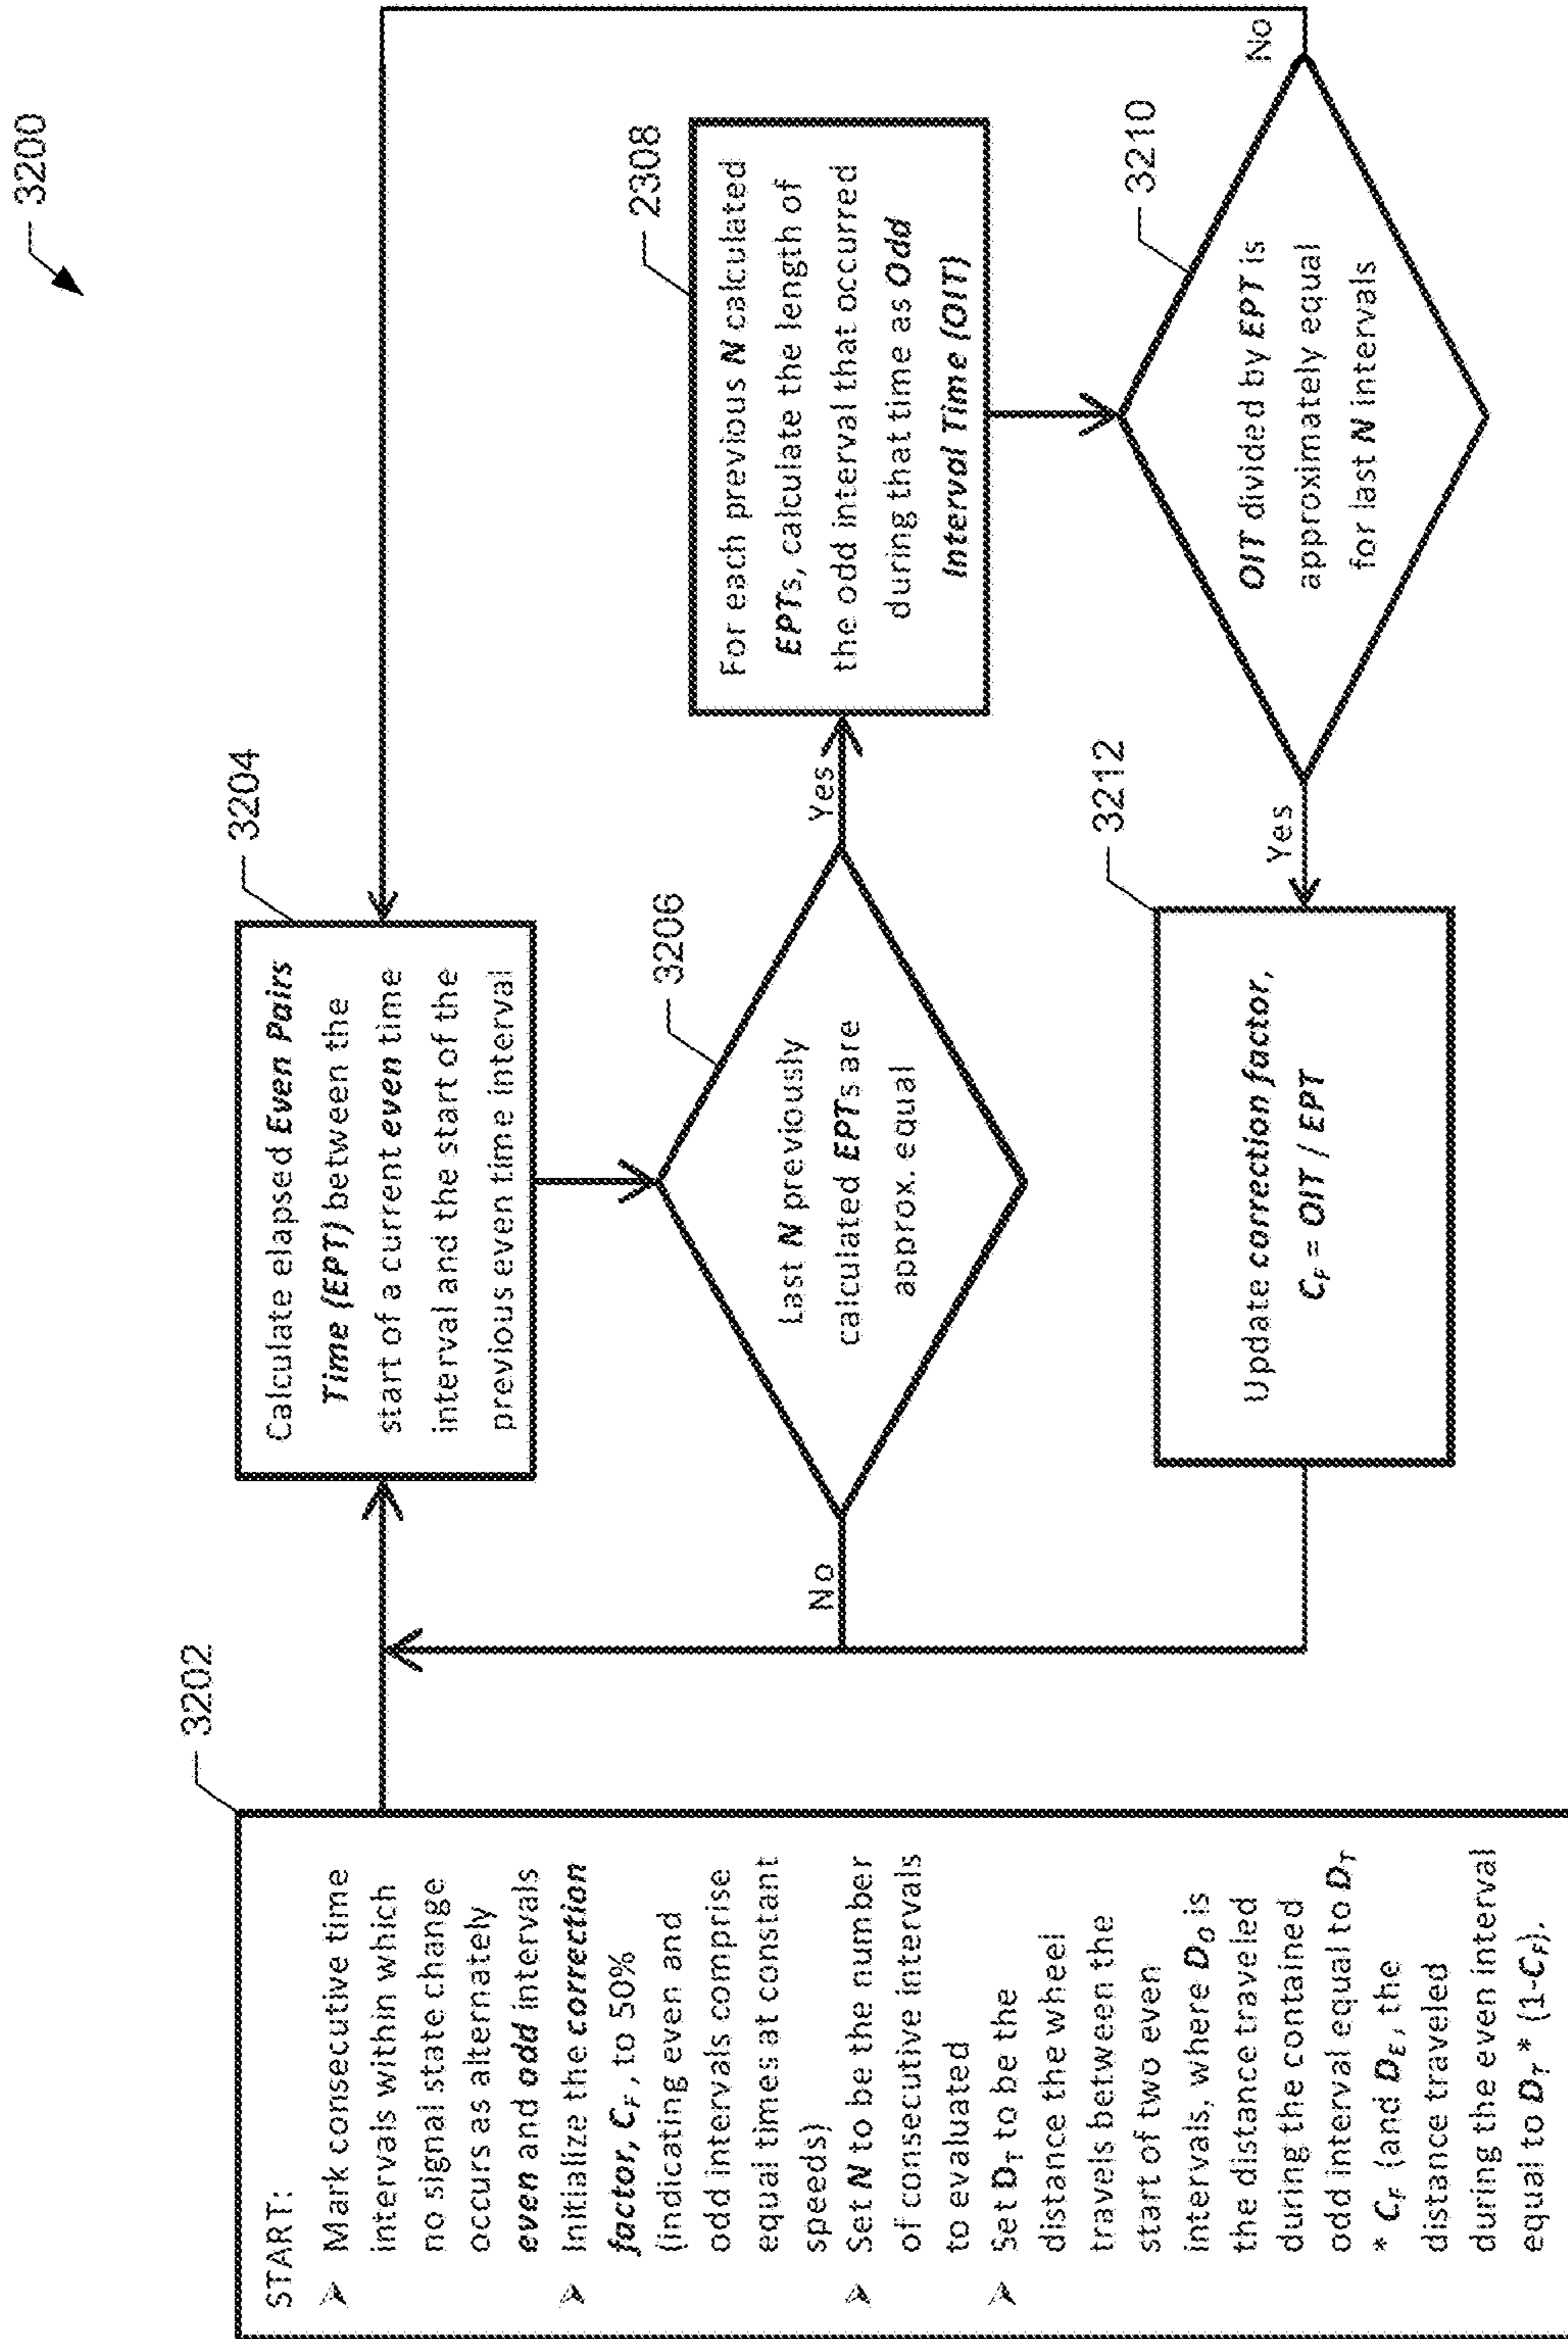 3200
3202
START:
➤ Mark consecutive time
intervals within which
no signal state change
occurs as alternately
even and odd intervals
➤ Initialize the correction
factor, CF, to 50%
(indicating even and
odd intervals comprise
equal times at constant
speeds)
➤ Set N to be the number
of consecutive intervals
to evaluated
➤ Set DT to be the
distance the wheel
travels between the
start of two even
intervals, where DO is
the distance traveled
during the contained
odd interval equal to DT
* CF (and DE, the
distance traveled
during the even interval
equal to DT * (1-CF).
3204
Calculate elapsed Even Pairs
Time (EPT) between the
start of a current even time
interval and the start of the
previous even time interval
3206
Last N previously
calculated EPTs are
approx. equal
No
Yes
2308
For each previous N calculated
EPTs, calculate the length of
the odd interval that occurred
during that time as Odd
Interval Time (OIT)
3210
OIT divided by EPT is
approximately equal
for last N intervals
No
Yes
3212
Update correction factor,
CF = OIT / EPT